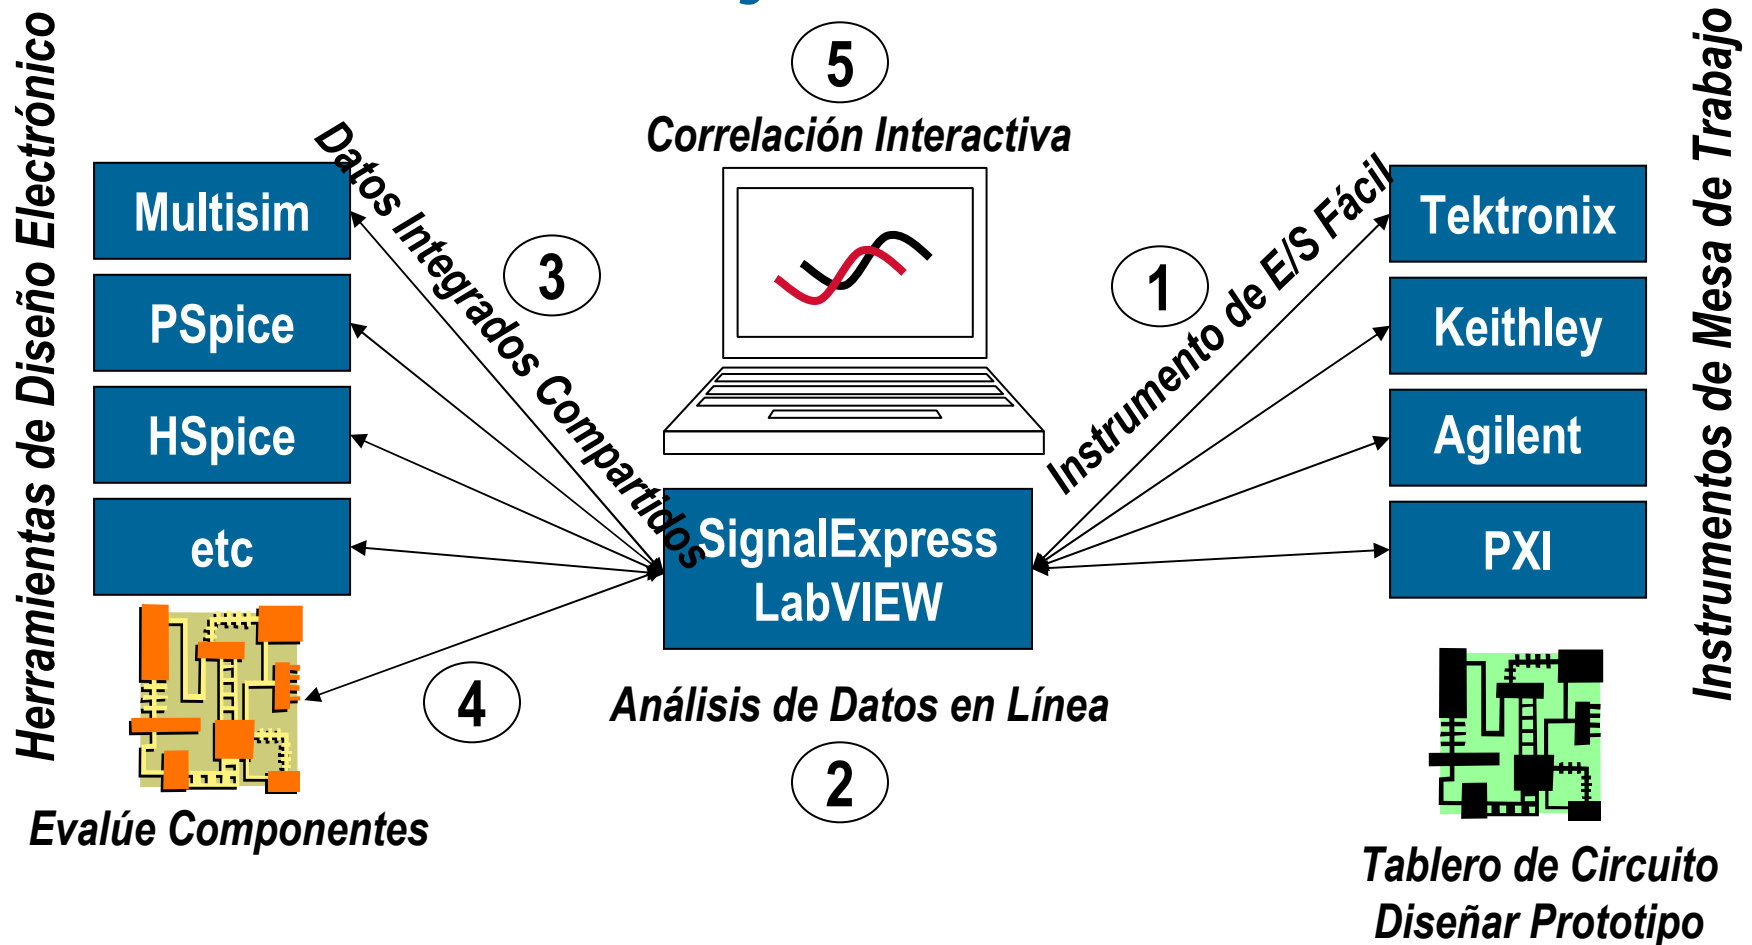 Herramientas de Diseño Electrónico
Multisim
PSpice
HSpice
etc
Evalúe Componentes
Datos Integrados Compartidos
3
4
5
Correlación Interactiva
SignalExpress
LabVIEW
Análisis de Datos en Línea
2
1
Instrumento de E/S Fácil
Tektronix
Keithley
Agilent
PXI
Tablero de Circuito
Diseñar Prototipo
Instrumentos de Mesa de Trabajo